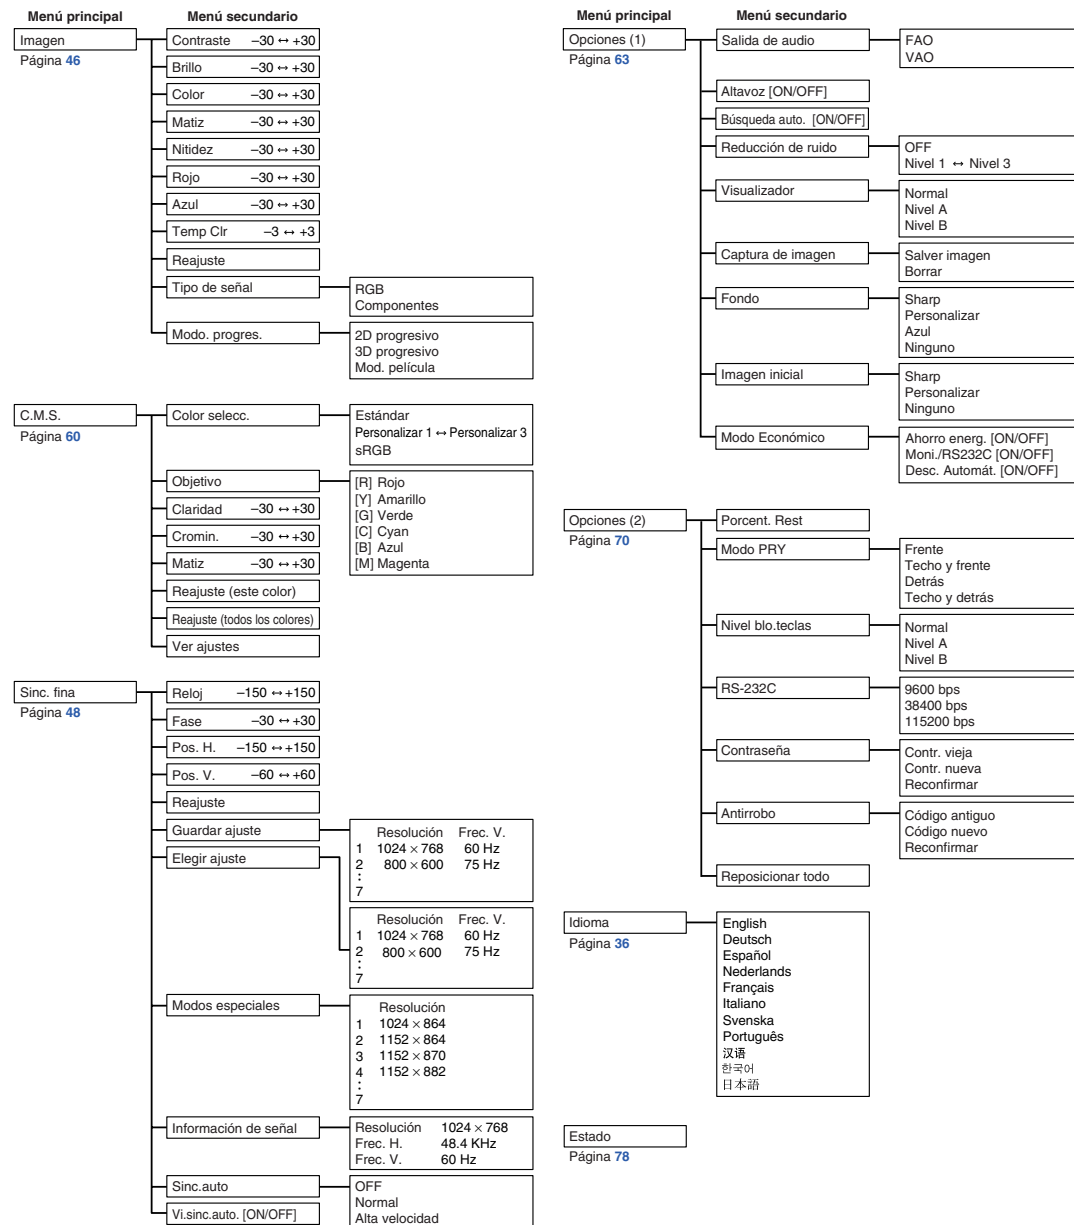 Menú principal
Menú secundario
Imagen
Página 46
Contraste −30 ↔ +30
Brillo −30 ↔ +30
Color −30 ↔ +30
Matiz −30 ↔ +30
Nitidez −30 ↔ +30
Rojo −30 ↔ +30
Azul −30 ↔ +30
Temp Clr −3 ↔ +3
Reajuste
Tipo de señal
RGB
Componentes
Modo. progres.
2D progresivo
3D progresivo
Mod. película
C.M.S.
Página 60
Color selecc.
Estándar
Personalizar 1 ↔ Personalizar 3
sRGB
Objetivo
[R] Rojo
[Y] Amarillo
[G] Verde
[C] Cyan
[B] Azul
[M] Magenta
Claridad −30 ↔ +30
Cromin. −30 ↔ +30
Matiz −30 ↔ +30
Reajuste (este color)
Reajuste (todos los colores)
Ver ajustes
Sinc. fina
Página 48
Reloj −150 ↔ +150
Fase −30 ↔ +30
Pos. H. −150 ↔ +150
Pos. V. −60 ↔ +60
Reajuste
Guardar ajuste
Resolución Frec. V.
1 1024 × 768 60 Hz
2 800 × 600 75 Hz
:
7
Elegir ajuste
Resolución Frec. V.
1 1024 × 768 60 Hz
2 800 × 600 75 Hz
:
7
Modos especiales
Resolución
1 1024 × 864
2 1152 × 864
3 1152 × 870
4 1152 × 882
:
7
Información de señal
Resolución 1024 × 768
Frec. H. 48.4 KHz
Frec. V. 60 Hz
Sinc.auto
OFF
Normal
Alta velocidad
Vi.sinc.auto. [ON/OFF]
Menú principal
Menú secundario
Opciones (1)
Página 63
Salida de audio
FAO
VAO
Altavoz [ON/OFF]
Búsqueda auto. [ON/OFF]
Reducción de ruido
OFF
Nivel 1 ↔ Nivel 3
Visualizador
Normal
Nivel A
Nivel B
Captura de imagen
Salver imagen
Borrar
Fondo
Sharp
Personalizar
Azul
Ninguno
Imagen inicial
Sharp
Personalizar
Ninguno
Modo Económico
Ahorro energ. [ON/OFF]
Moni./RS232C [ON/OFF]
Desc. Automát. [ON/OFF]
Opciones (2)
Página 70
Porcent. Rest
Modo PRY
Frente
Techo y frente
Detrás
Techo y detrás
Nivel blo.teclas
Normal
Nivel A
Nivel B
RS-232C
9600 bps
38400 bps
115200 bps
Contraseña
Contr. vieja
Contr. nueva
Reconfirmar
Antirrobo
Código antiguo
Código nuevo
Reconfirmar
Reposicionar todo
Idioma
Página 36
English
Deutsch
Español
Nederlands
Français
Italiano
Svenska
Português
汉语
한국어
日本語
Estado
Página 78